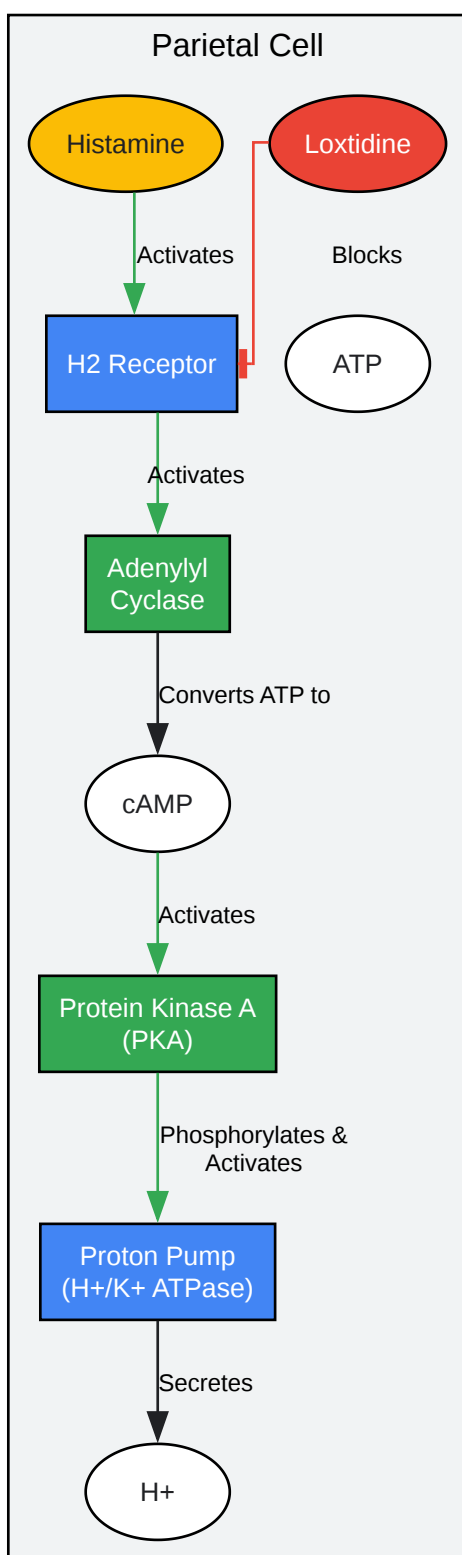 Parietal Cell
Histamine
Loxtidine
Activates
Blocks
H2 Receptor
ATP
Activates
Adenylyl
Cyclase
Converts ATP to
cAMP
Activates
Protein Kinase A
(PKA)
Phosphorylates &
Activates
Proton Pump
(H+/K+ ATPase)
Secretes
H+